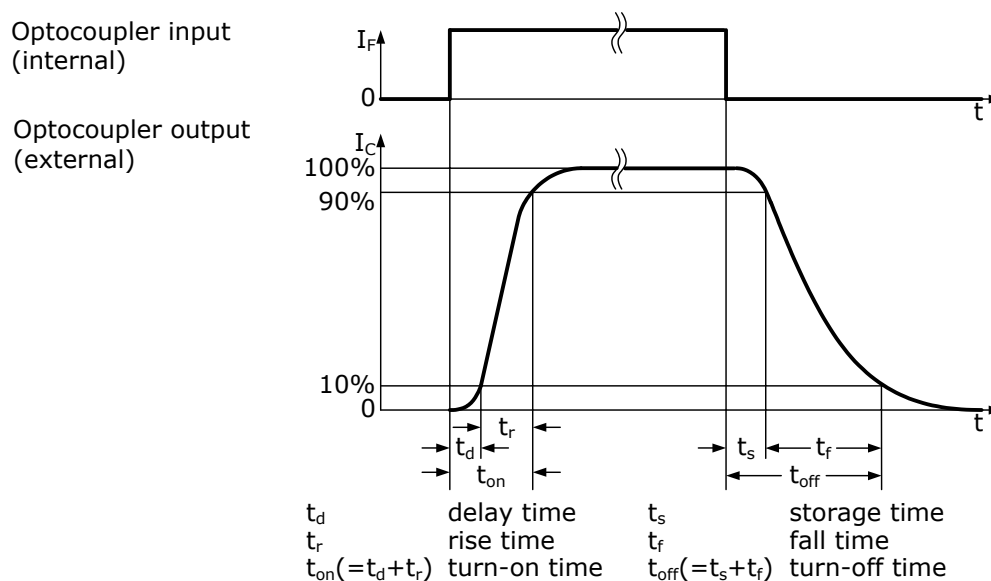 Optocoupler input
(internal)
I_F
0
t
Optocoupler output
(external)
I_C
100%
90%
10%
0
t
t_r
t_d
t_on
t_s
t_f
t_off
t_d delay time
t_s storage time
t_r rise time
t_f fall time
t_on(=t_d+t_r) turn-on time
t_off(=t_s+t_f) turn-off time